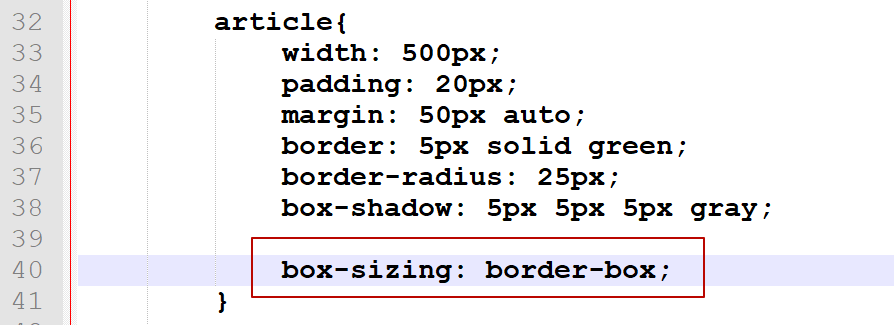 32 article{
33 width: 500px;
34 padding: 20px;
35 margin: 50px auto;
36 border: 5px solid green;
37 border-radius: 25px;
38 box-shadow: 5px 5px 5px gray;
39
40 box-sizing: border-box;
41 }